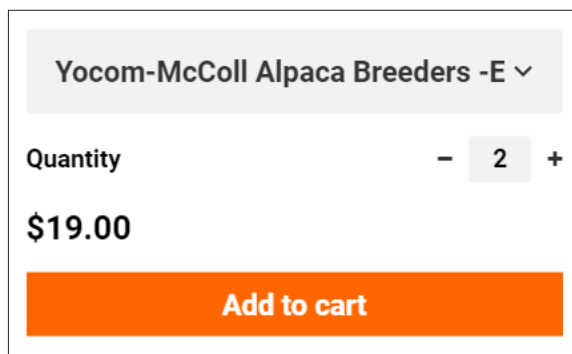 Yocom-McColl Alpaca Breeders -E
Quantity − 2 +
$19.00
Add to cart